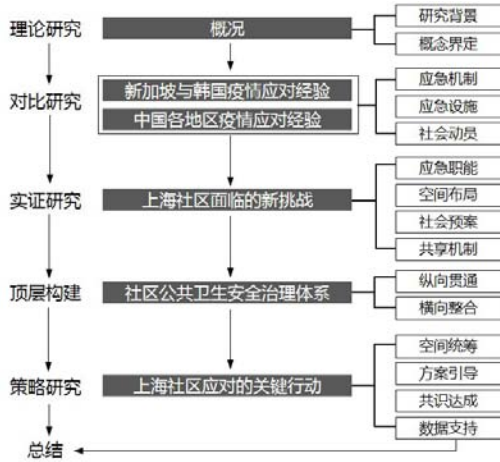 理论研究
概况
研究背景
概念界定
对比研究
新加坡与韩国疫情应对经验
中国各地区疫情应对经验
应急机制
应急设施
社会动员
实证研究
上海社区面临的新挑战
应急职能
空间布局
社会预案
共享机制
顶层构建
社区公共卫生安全治理体系
纵向贯通
横向整合
策略研究
上海社区应对的关键行动
空间统筹
方案引导
共识达成
数据支持
总结